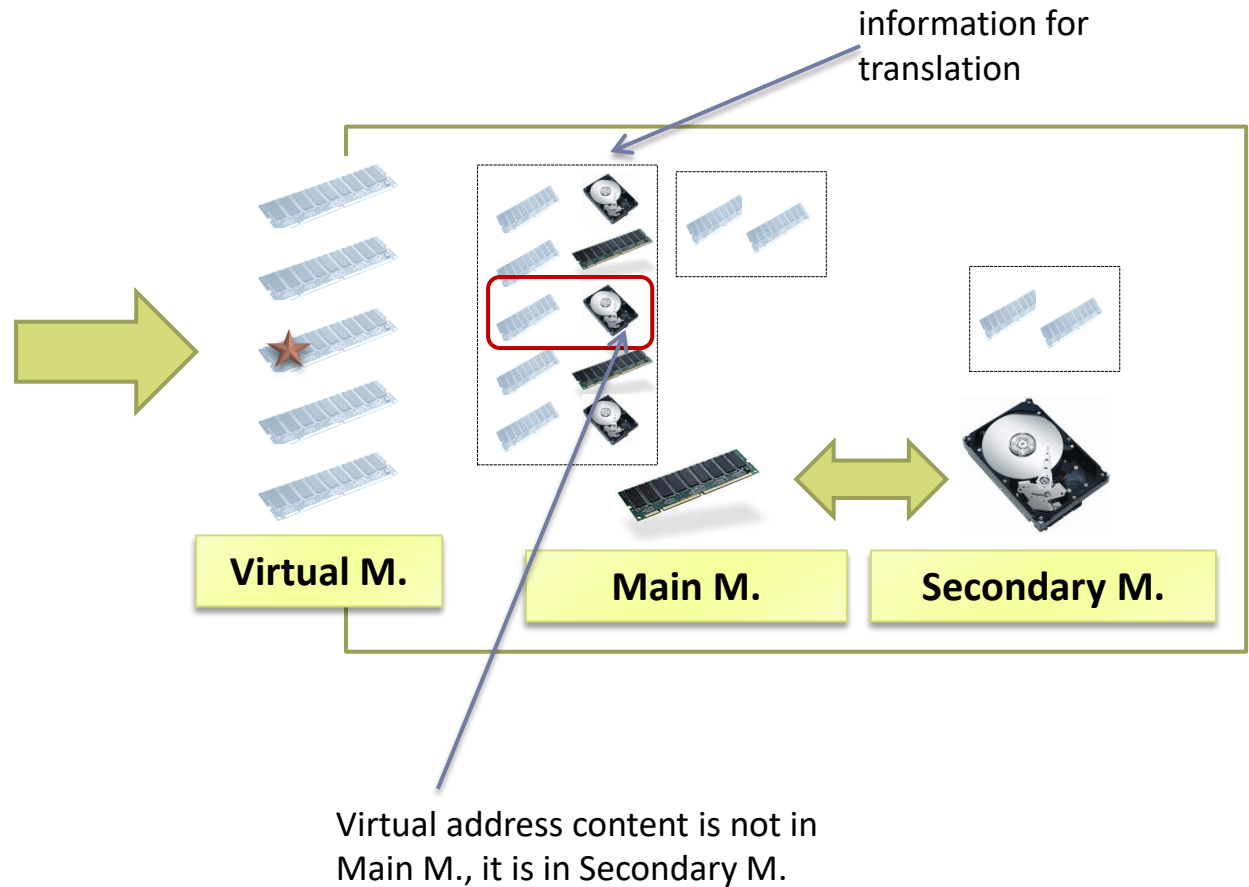 information for
translation
Virtual M.
Main M.
Secondary M.
Virtual address content is not in
Main M., it is in Secondary M.